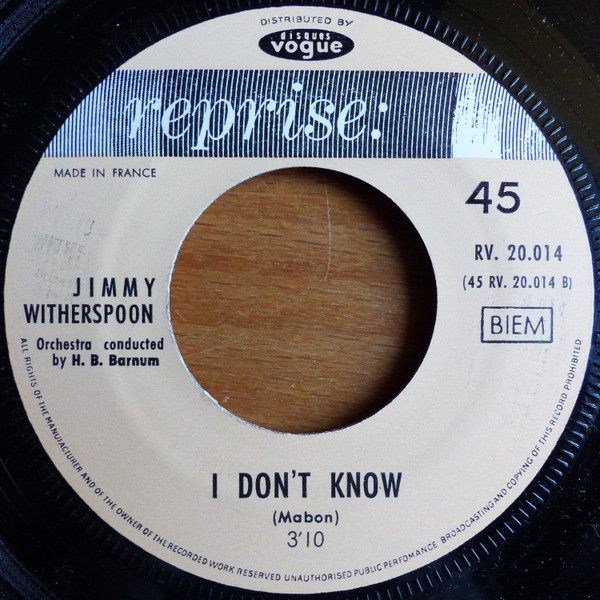 DISTRIBUTED BY
disques
vogue
reprise:
MADE IN FRANCE
45
RV. 20.014
(45 RV. 20.014 B)
BIEM
JIMMY
WITHERSPOON
Orchestra conducted
by H. B. Barnum
I DON'T KNOW
(Mabon)
3'10
ALL RIGHTS OF THE MANUFACTURER AND OF THE OWNER OF THE RECORDED WORK RESERVED UNAUTHORISED PUBLIC PERFOMANCE BROADCASTING AND COPYING OF THIS RECORD PROHIBITED